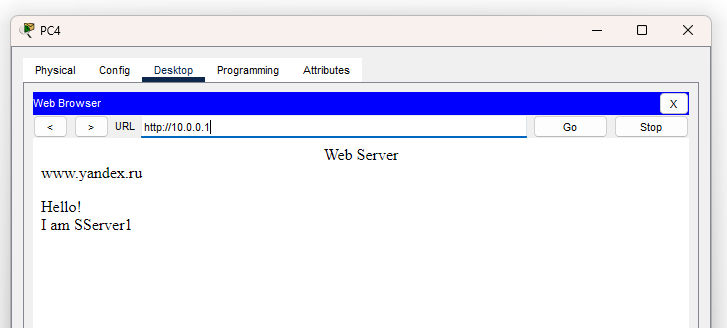 PC4
Physical Config Desktop Programming Attributes
Web Browser X
< > URL http://10.0.0.1 Go Stop
Web Server
www.yandex.ru
Hello!
I am SServer1